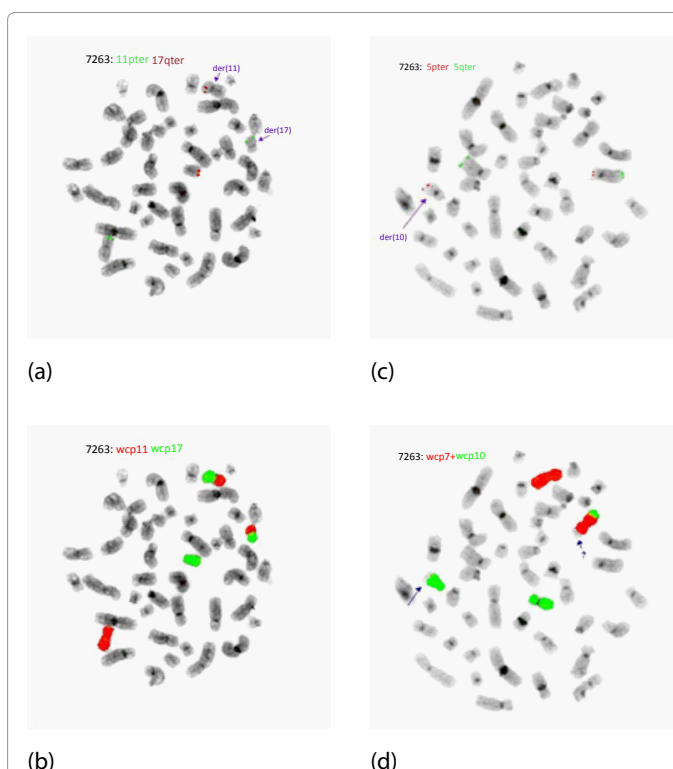 7263: 11pter 17qter
der(11)
der(17)
(a)
7263: 5pter 5qter
der(10)
(c)
7263: wcp11 wcp17
(b)
7263: wcp7+wcp10
?
(d)